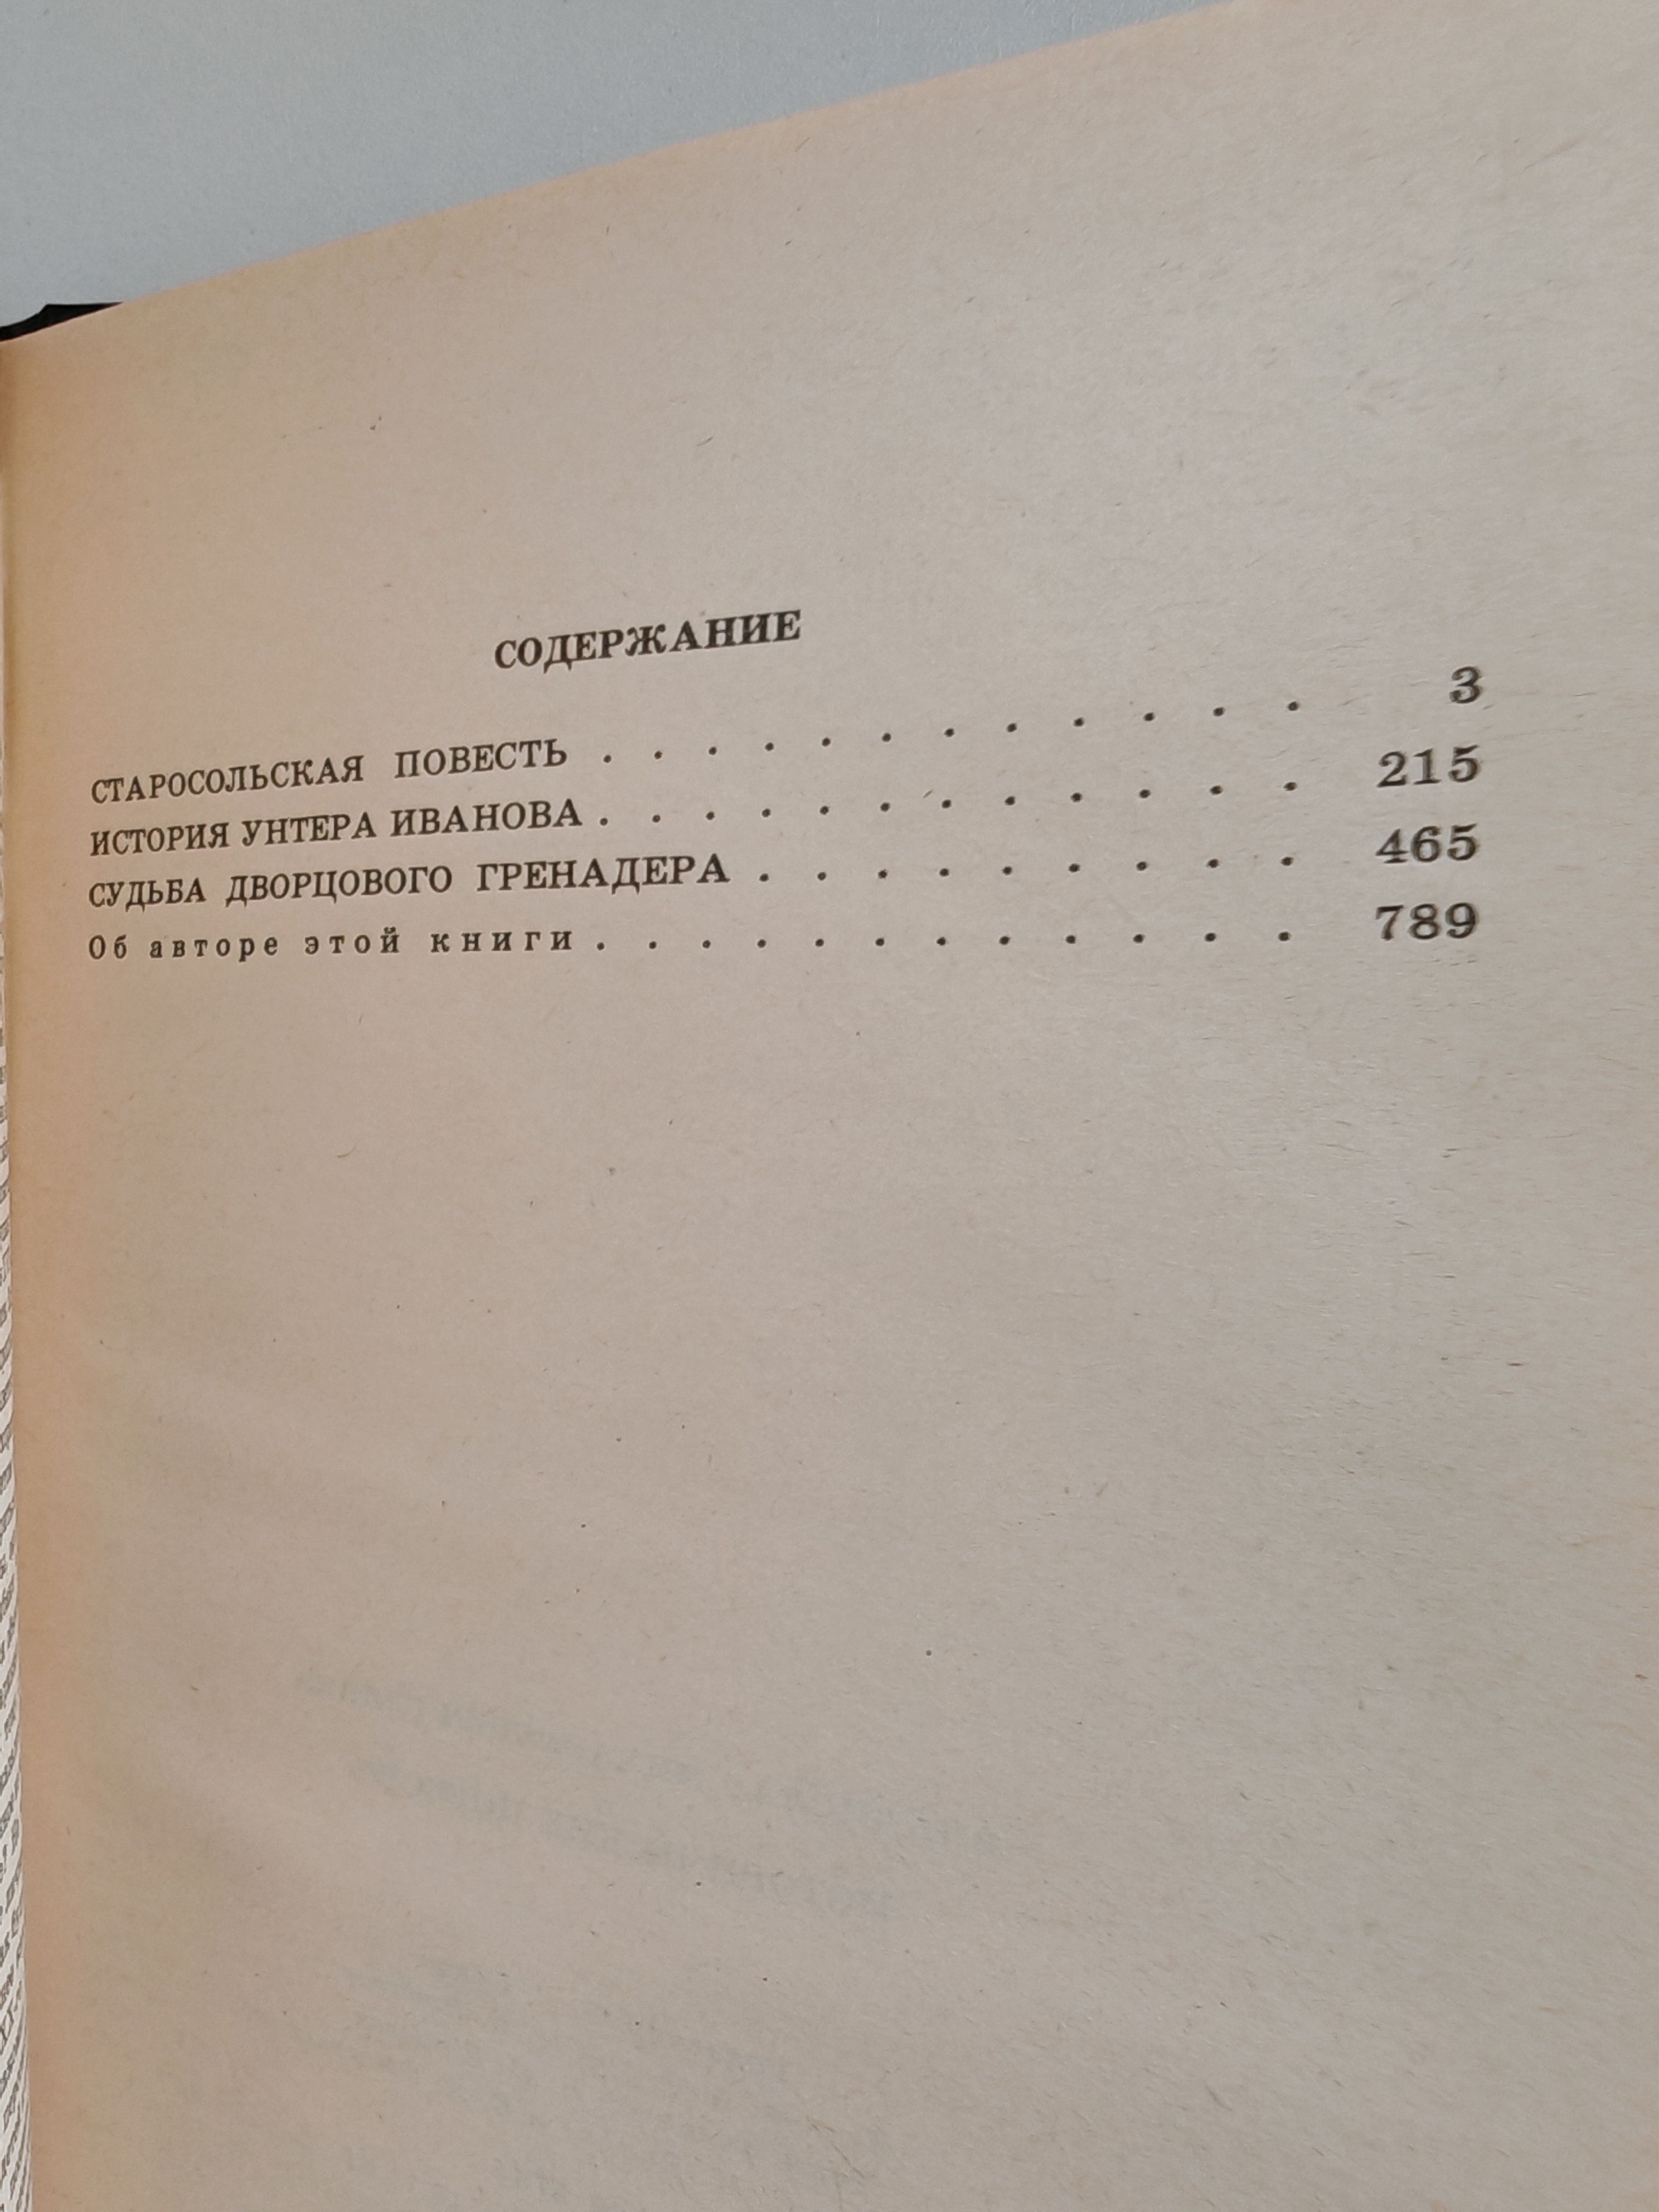 СОДЕРЖАНИЕ
СТАРОСОЛЬСКАЯ ПОВЕСТЬ . . . . . . . . . . . . 3
ИСТОРИЯ УНТЕРА ИВАНОВА . . . . . . . . . . . . 215
СУДЬБА ДВОРЦОВОГО ГРЕНАДЕРА . . . . . . . . . 465
Об авторе этой книги . . . . . . . . . . . . 789